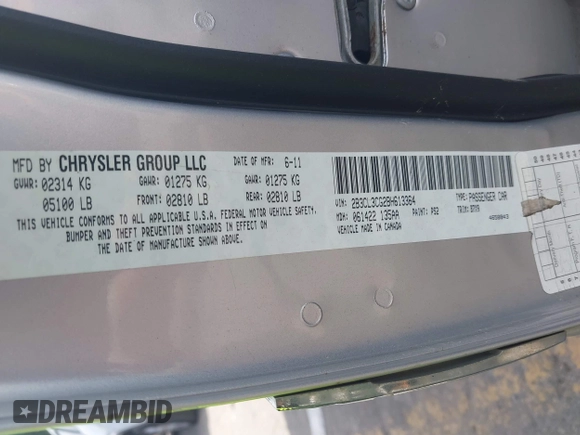 MFD BY CHRYSLER GROUP LLC
DATE OF MFR 6-11
GVWR: 02314 KG GAWR: 01275 KG GAWR: 01275 KG
05100 LB FRONT: 02810 LB REAR: 02810 LB
THIS VEHICLE CONFORMS TO ALL APPLICABLE U.S.A. FEDERAL MOTOR VEHICLE SAFETY,
BUMPER AND THEFT PREVENTION STANDARDS IN EFFECT ON
THE DATE OF MANUFACTURE SHOWN ABOVE
VIN: 2B3CL3CG2BH613364
TYPE: PASSENGER CAR
MDH: 061422 135AA PAINT: PS2 TRIM: B7X9
VEHICLE MADE IN CANADA
DREAMBID